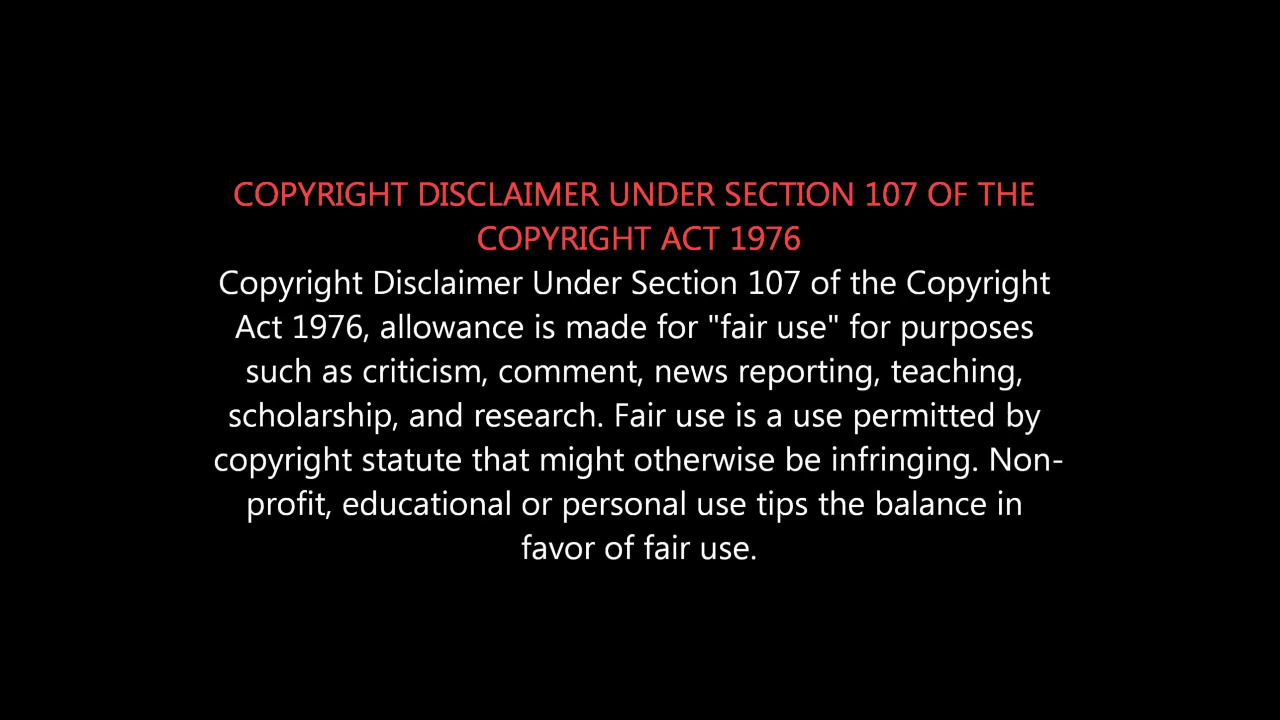 COPYRIGHT DISCLAIMER UNDER SECTION 107 OF THE
COPYRIGHT ACT 1976
Copyright Disclaimer Under Section 107 of the Copyright
Act 1976, allowance is made for "fair use" for purposes
such as criticism, comment, news reporting, teaching,
scholarship, and research. Fair use is a use permitted by
copyright statute that might otherwise be infringing. Non-
profit, educational or personal use tips the balance in
favor of fair use.